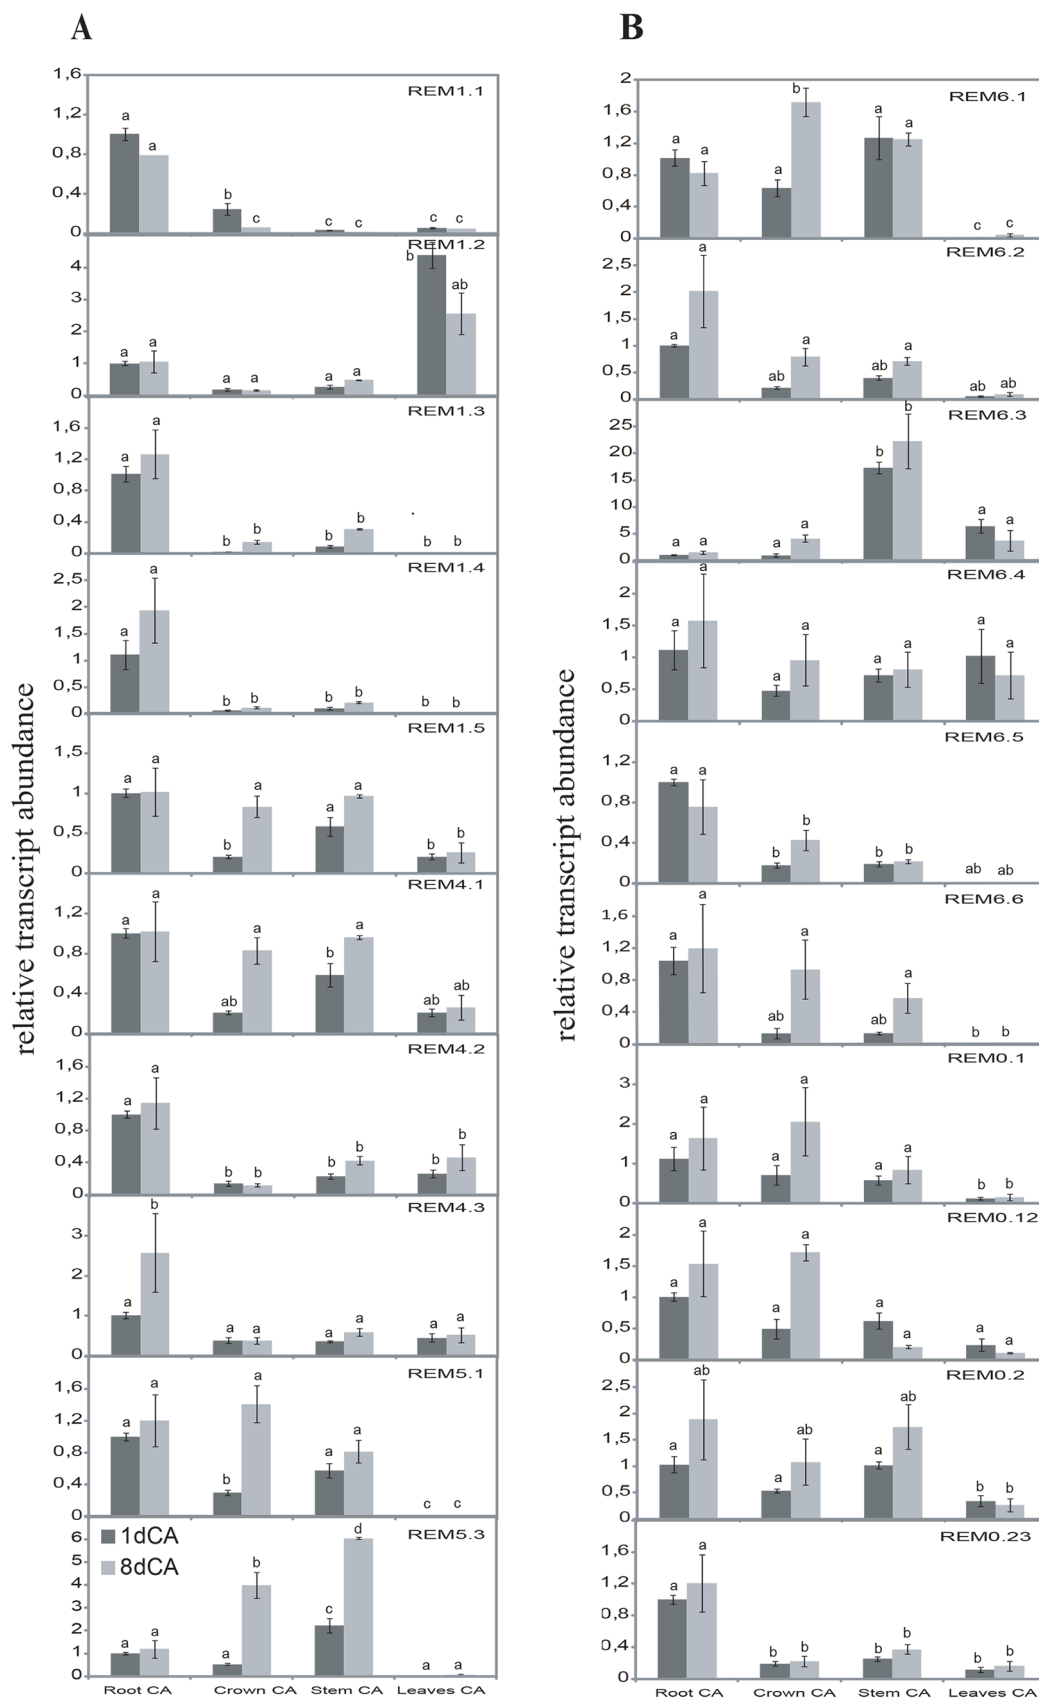 A
relative transcript abundance
REM1.1
1,6
1,2
0,8
0,4
0
a a b c c c c c
REM1.2
4
3
2
1
0
a a a a a a b ab
REM1.3
1,6
1,2
0,8
0,4
0
a a b b b b b b
REM1.4
2,5
2
1,5
1
0,5
0
a a b b b b b b
REM1.5
1,5
1
0,5
0
a a b a a a b b
REM4.1
1,2
0,8
0,4
0
a a ab a b a ab ab
REM4.2
1,6
1,2
0,8
0,4
0
a a b b b b b b
REM4.3
3
2
1
0
a b a a a a a a
REM5.1
1,6
1,2
0,8
0,4
0
a a b a a a c c
REM5.3
6
5
4
3
2
1
0
a a a b c d a a
1dCA
8dCA
Root CA Crown CA Stem CA Leaves CA
B
relative transcript abundance
REM6.1
2
1,6
1,2
0,8
0,4
0
a a a b a a c c
REM6.2
2,5
2
1,5
1
0,5
0
a a ab a ab a ab ab
REM6.3
25
20
15
10
5
0
a a a a b b a a
REM6.4
2
1,5
1
0,5
0
a a a a a a a a
REM6.5
1,2
0,8
0,4
0
a a b b b b ab ab
REM6.6
1,6
1,2
0,8
0,4
0
a a ab a ab a b b
REM0.1
3
2
1
0
a a a a a a b b
REM0.12
2
1,5
1
0,5
0
a a a a a a a a
REM0.2
2,5
2
1,5
1
0,5
0
a ab a ab a ab b b
REM0.23
1,6
1,2
0,8
0,4
0
a a b b b b b b
Root CA Crown CA Stem CA Leaves CA